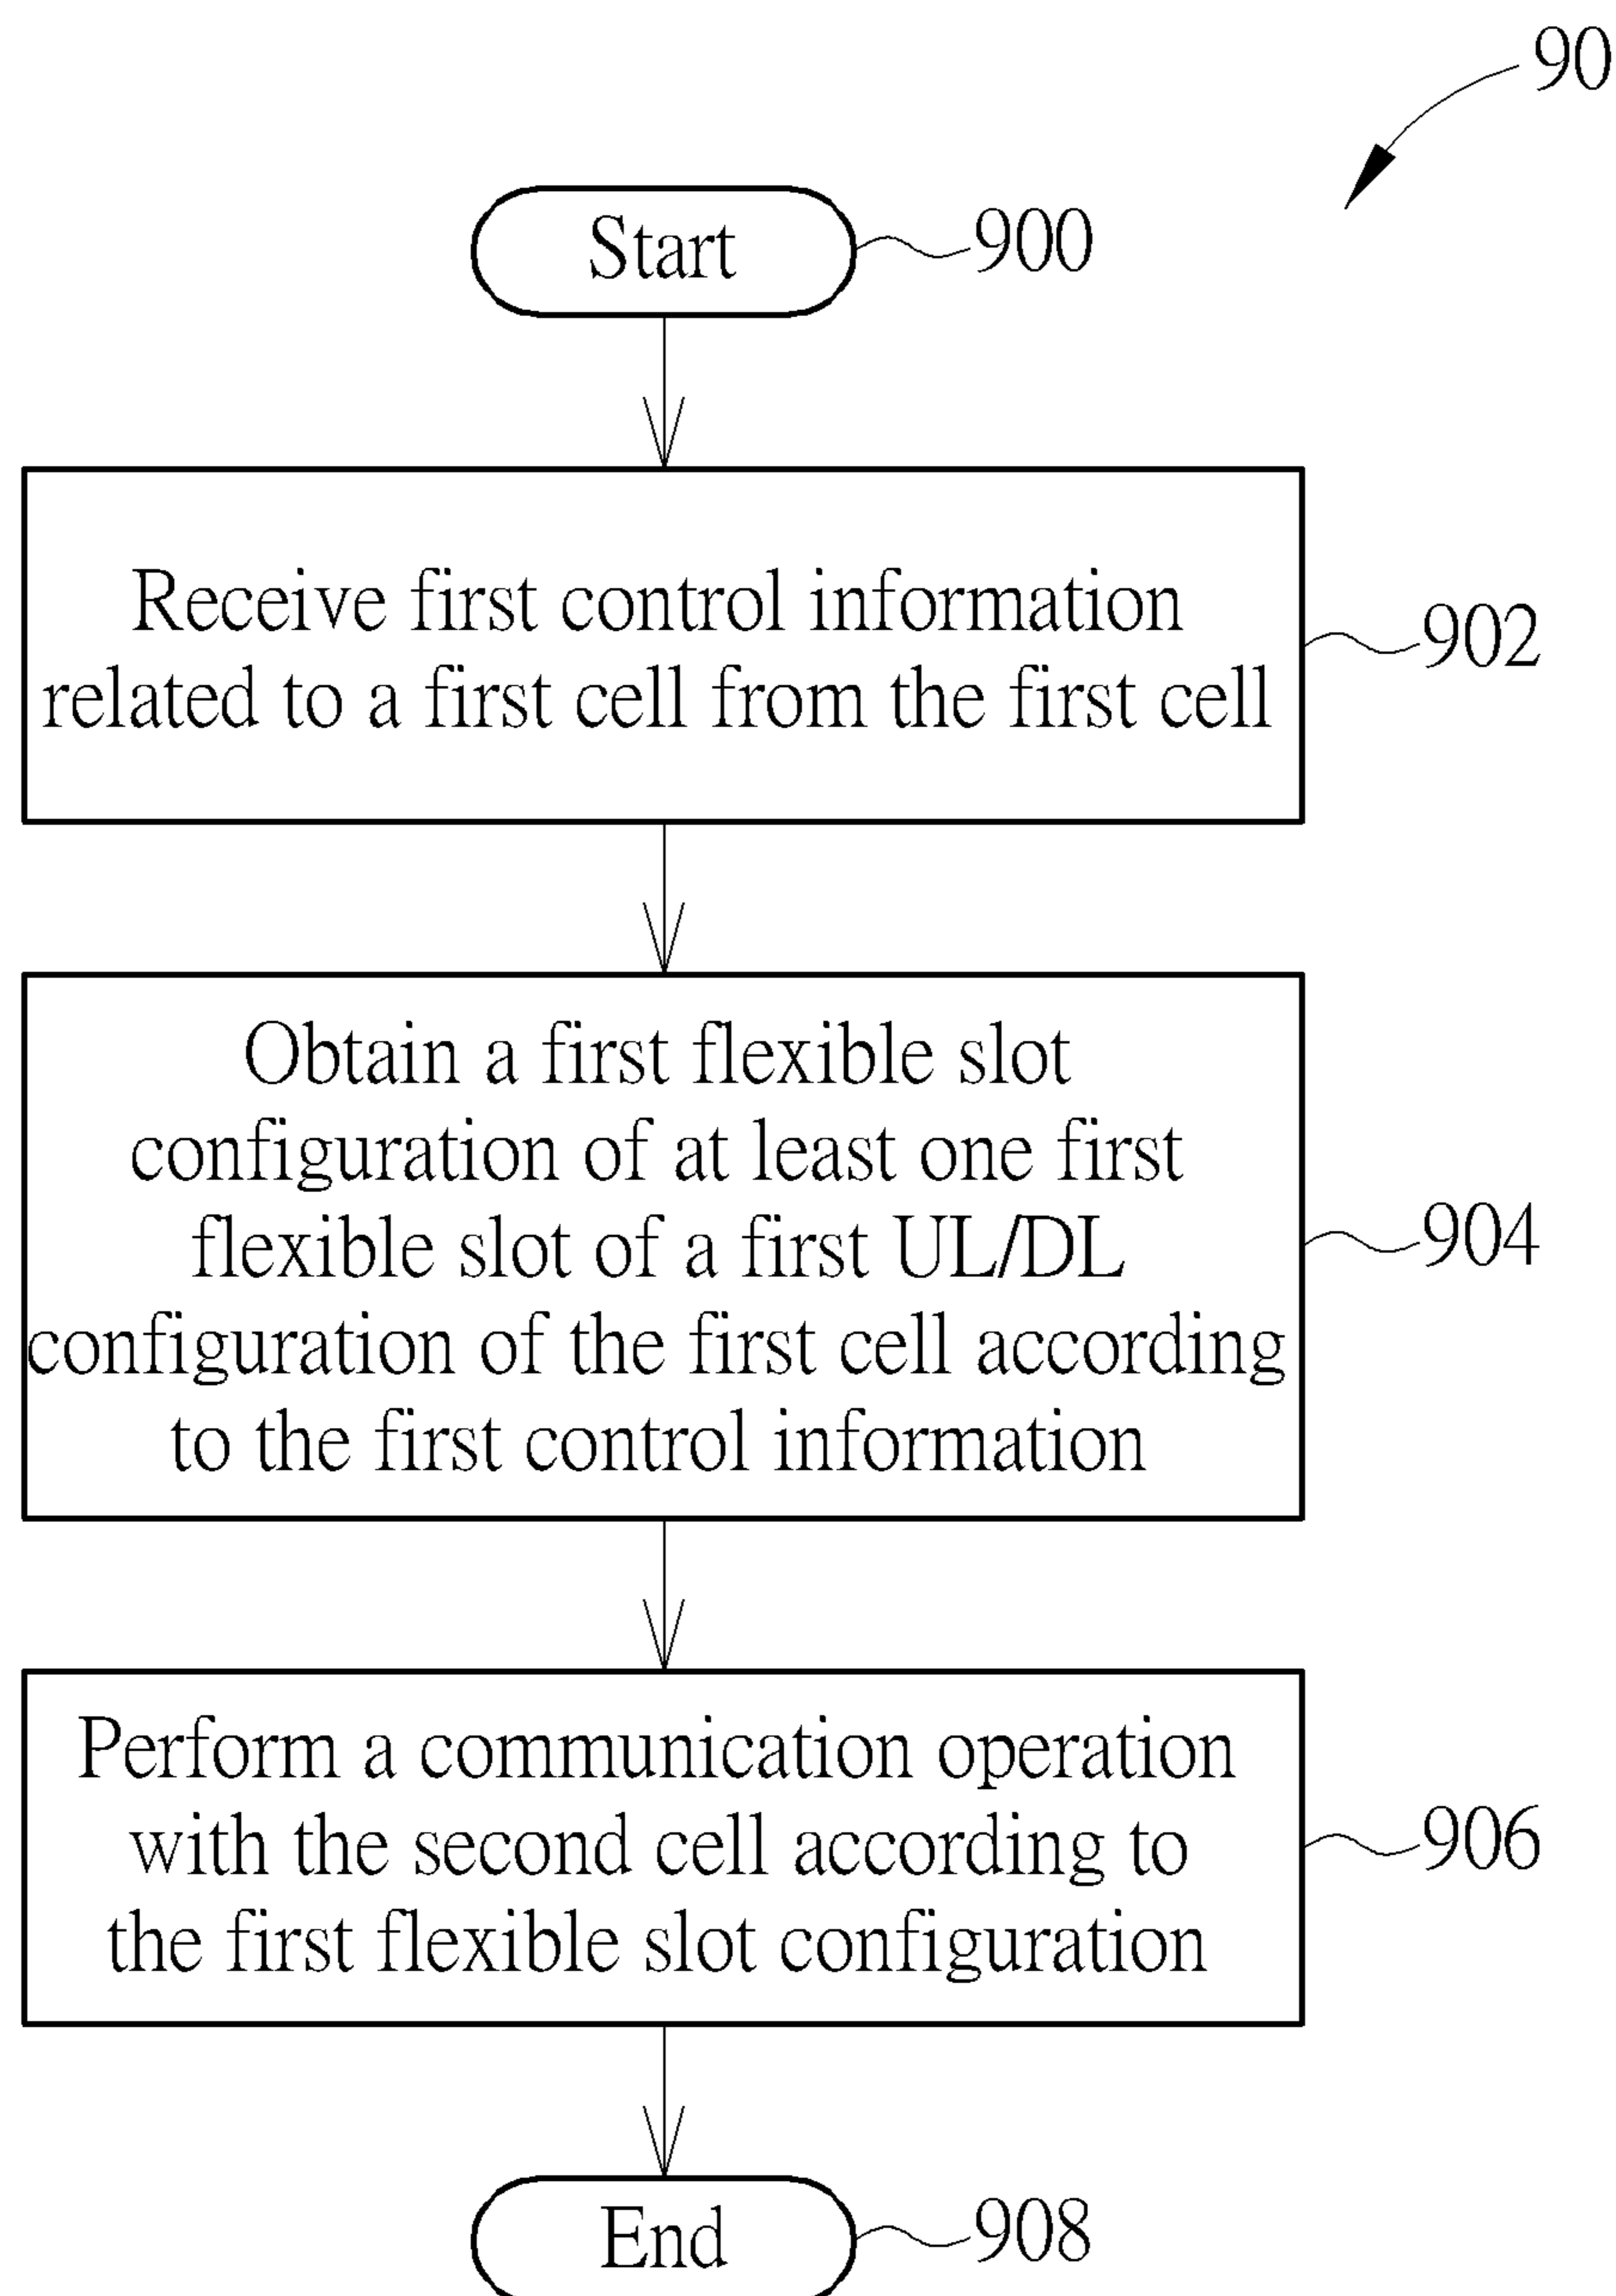 90
Start
900
Receive first control information
related to a first cell from the first cell
902
Obtain a first flexible slot
configuration of at least one first
flexible slot of a first UL/DL
configuration of the first cell according
to the first control information
904
Perform a communication operation
with the second cell according to
the first flexible slot configuration
906
End
908